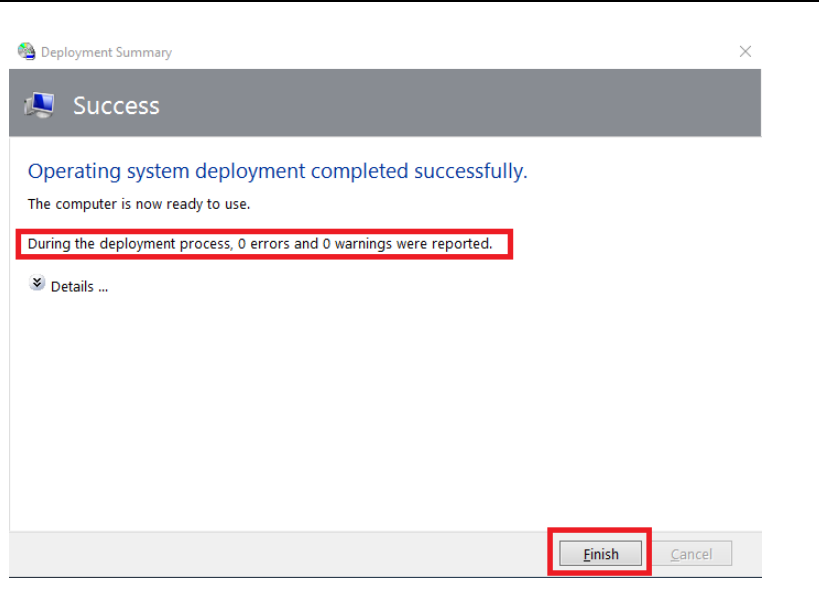 Deployment Summary
Success
Operating system deployment completed successfully.
The computer is now ready to use.
During the deployment process, 0 errors and 0 warnings were reported.
Details ...
Finish Cancel